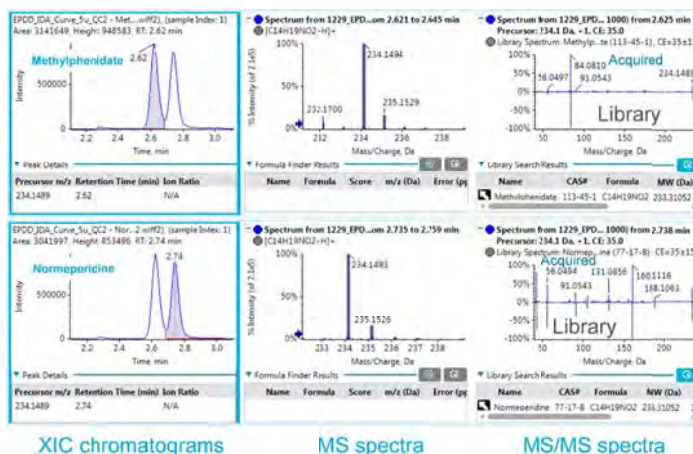 EPDD_IDA_Curve_5u_QC2 - Met....wiff2), (sample Index: 1)
Area: 3141649, Height: 948583, RT: 2.62 min
Methylphenidate
2.62
Intensity
500000
0
2.2 2.4 2.6 2.8 3.0
Time, min
Peak Details
Precursor m/z Retention Time (min) Ion Ratio
234.1489 2.62 N/A
Spectrum from 1229_EPD...om 2.621 to 2.645 min
[C14H19NO2+H]+
% Intensity (of 2.1e5)
100%
50%
0%
234.1494
232.1700
235.1529
232 234 236 238
Mass/Charge, Da
Formula Finder Results
Name Formula Score m/z (Da) Error (pp
Spectrum from 1229_EPD... 1000) from 2.625 min
Precursor: 234.1 Da, +1, CE: 35.0
Library Spectrum: Methylp...te (113-45-1), CE=35±15
100%
50%
0%
-50%
-100%
84.0810
Acquired
56.0497
91.0543
234.1489
Library
50 100 150 200
Mass/Charge, Da
Library Search Results
Name CAS# Formula MW (Da)
Methylphenidate 113-45-1 C14H19NO2 233.31052
EPDD_IDA_Curve_5u_QC2 - Nor...2.wiff2), (sample Index: 1)
Area: 3041997, Height: 853496, RT: 2.74 min
Normepericine
2.74
Intensity
500000
0
2.2 2.4 2.6 2.8 3.0
Time, min
Peak Details
Precursor m/z Retention Time (min) Ion Ratio
234.1489 2.74 N/A
Spectrum from 1229_EPD...om 2.735 to 2.759 min
[C14H19NO2+H]+
% Intensity (of 2.1e5)
100%
50%
0%
234.1493
235.1526
233 234 235 236 237 238
Mass/Charge, Da
Formula Finder Results
Name Formula Score m/z (Da) Error (pp
Spectrum from 1229_EPD... 1000) from 2.738 min
Precursor: 234.1 Da, +1, CE: 35.0
Library Spectrum: Normep...ine (77-17-8), CE=35±15
100%
50%
0%
-50%
-100%
Acquired
56.0494
131.0856
160.1116
91.0543
188.1063
Library
50 100 150 200
Mass/Charge, Da
Library Search Results
Name CAS# Formula MW (Da)
Normeperidine 77-17-8 C14H19NO2 233.31052
XIC chromatograms
MS spectra
MS/MS spectra